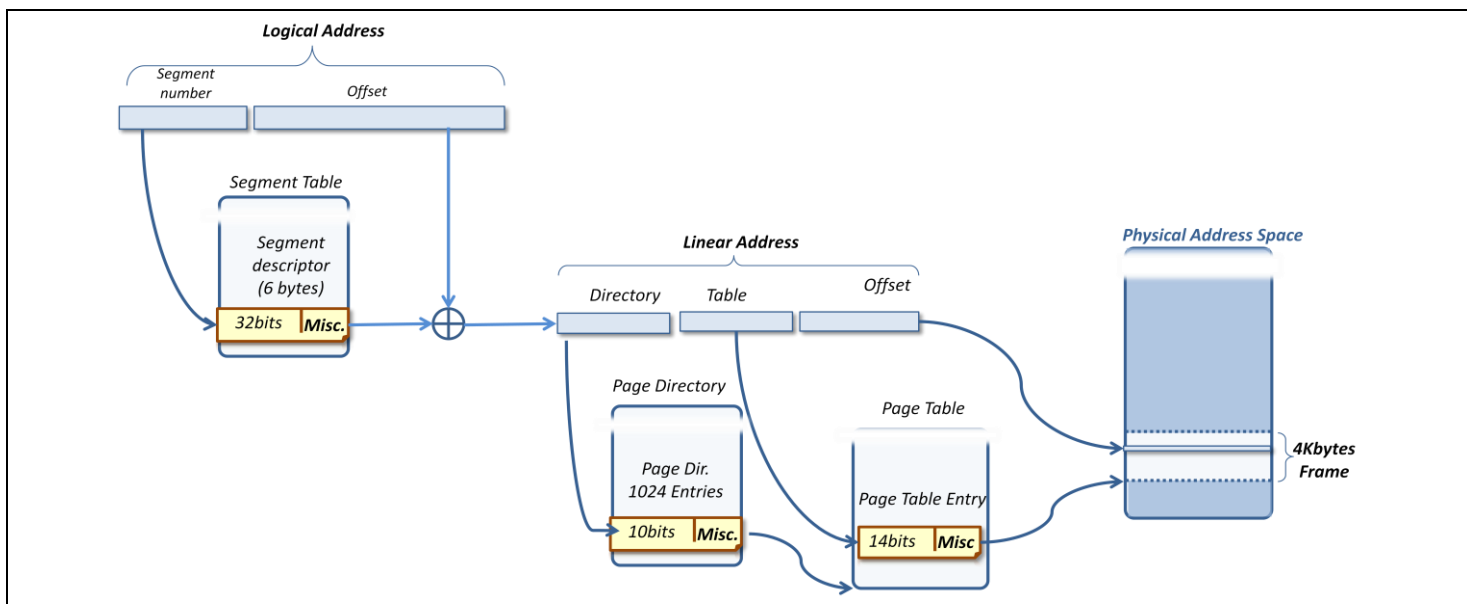 Logical Address
Segment
number
Offset
Segment Table
Segment
descriptor
(6 bytes)
32bits
Misc.
Linear Address
Directory
Table
Offset
Page Directory
Page Dir.
1024 Entries
10bits
Misc.
Page Table
Page Table Entry
14bits
Misc
Physical Address Space
4Kbytes
Frame